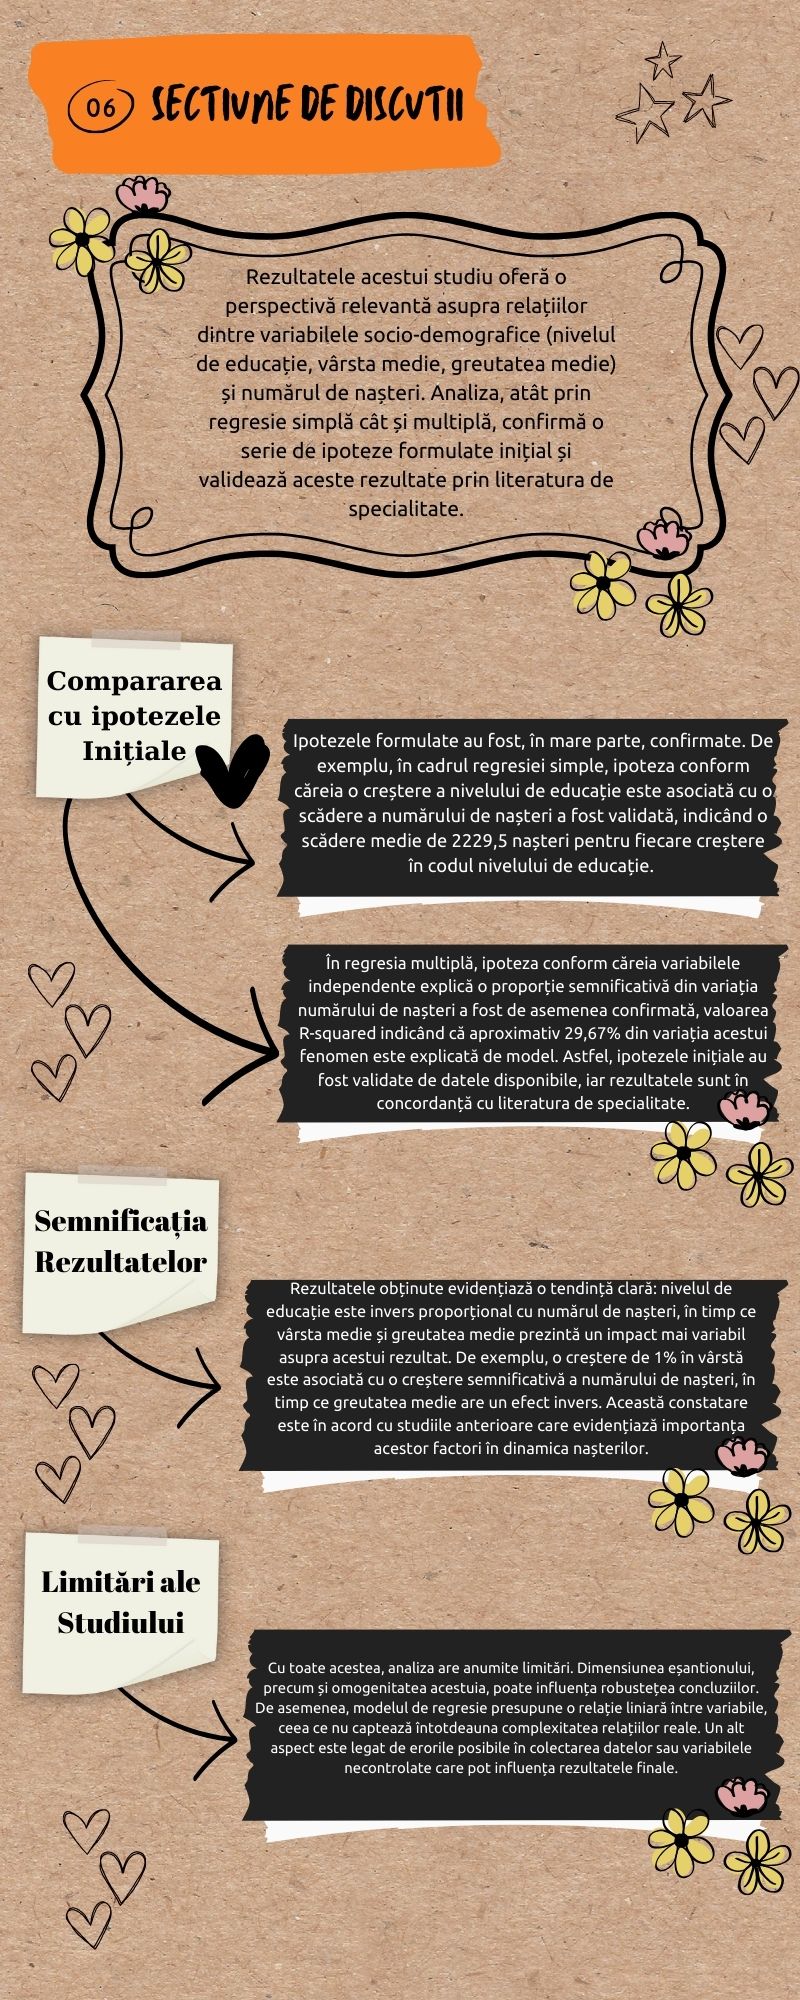 06 SECTIUNE DE DISCUTII
Rezultatele acestui studiu oferă o
perspectivă relevantă asupra relațiilor
dintre variabilele socio-demografice (nivelul
de educație, vârsta medie, greutatea medie)
și numărul de nașteri. Analiza, atât prin
regresie simplă cât și multiplă, confirmă o
serie de ipoteze formulate inițial și
validează aceste rezultate prin literatura de
specialitate.
Compararea
cu ipotezele
Inițiale
Ipotezele formulate au fost, în mare parte, confirmate. De
exemplu, în cadrul regresiei simple, ipoteza conform
căreia o creștere a nivelului de educație este asociată cu o
scădere a numărului de nașteri a fost validată, indicând o
scădere medie de 2229,5 nașteri pentru fiecare creștere
în codul nivelului de educație.
În regresia multiplă, ipoteza conform căreia variabilele
independente explică o proporție semnificativă din variația
numărului de nașteri a fost de asemenea confirmată, valoarea
R-squared indicând că aproximativ 29,67% din variația acestui
fenomen este explicată de model. Astfel, ipotezele inițiale au
fost validate de datele disponibile, iar rezultatele sunt în
concordanță cu literatura de specialitate.
Semnificația
Rezultatelor
Rezultatele obținute evidențiază o tendință clară: nivelul de
educație este invers proporțional cu numărul de nașteri, în timp ce
vârsta medie și greutatea medie prezintă un impact mai variabil
asupra acestui rezultat. De exemplu, o creștere de 1% în vârstă
este asociată cu o creștere semnificativă a numărului de nașteri, în
timp ce greutatea medie are un efect invers. Această constatare
este în acord cu studiile anterioare care evidențiază importanța
acestor factori în dinamica nașterilor.
Limitări ale
Studiului
Cu toate acestea, analiza are anumite limitări. Dimensiunea eșantionului,
precum și omogenitatea acestuia, poate influența robustețea concluziilor.
De asemenea, modelul de regresie presupune o relație liniară între variabile,
ceea ce nu captează întotdeauna complexitatea relațiilor reale. Un alt
aspect este legat de erorile posibile în colectarea datelor sau variabilele
necontrolate care pot influența rezultatele finale.